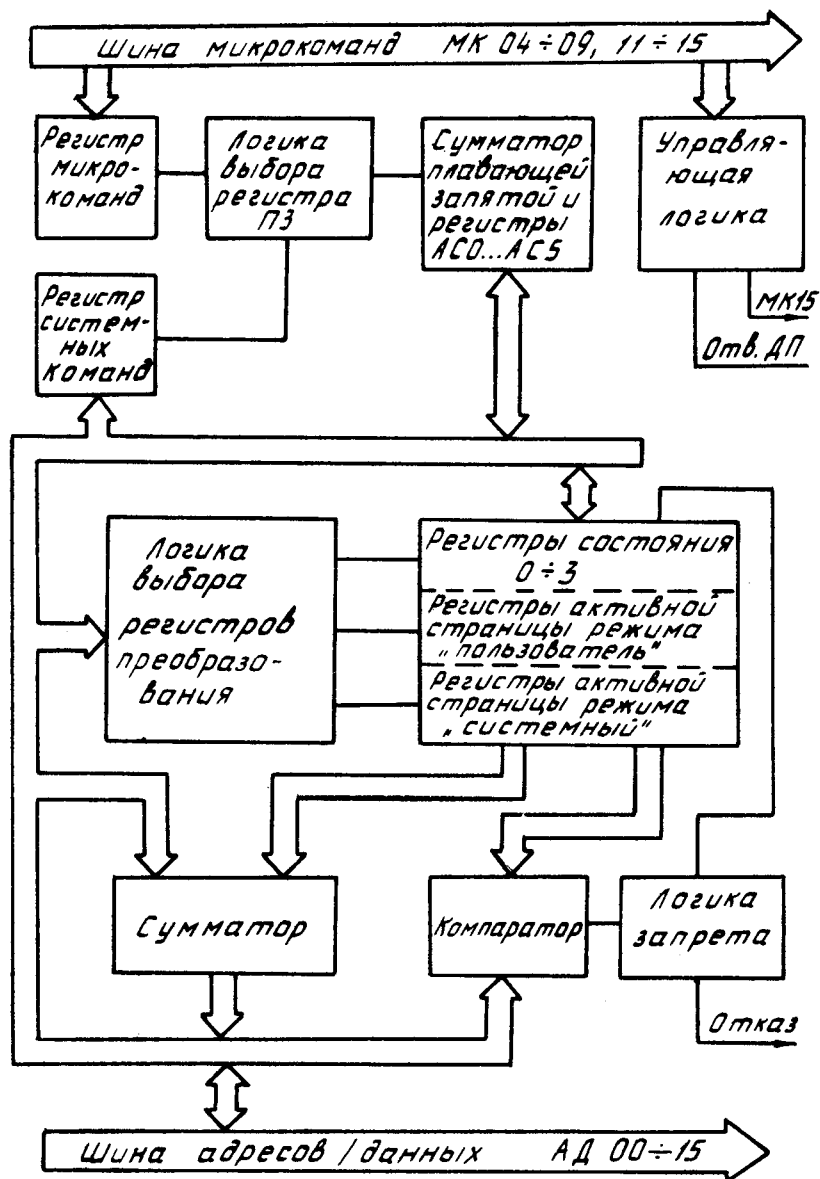 Шина микрокоманд МК 04÷09, 11÷15
Регистр
микро-
команд
Логика
выбора
регистра
ПЗ
Сумматор
плавающей
запятой и
регистры
АС0...АС5
Управля-
ющая
логика
Регистр
систем-
ных
команд
МК15
Отв. ДП
Логика
выбора
регистров
преобразо-
вания
Регистры состояния
0÷3
Регистры активной
страницы режима
„пользователь"
Регистры активной
страницы режима
„системный"
Сумматор
Компаратор
Логика
запрета
Отказ
Шина адресов/данных АД 00÷15